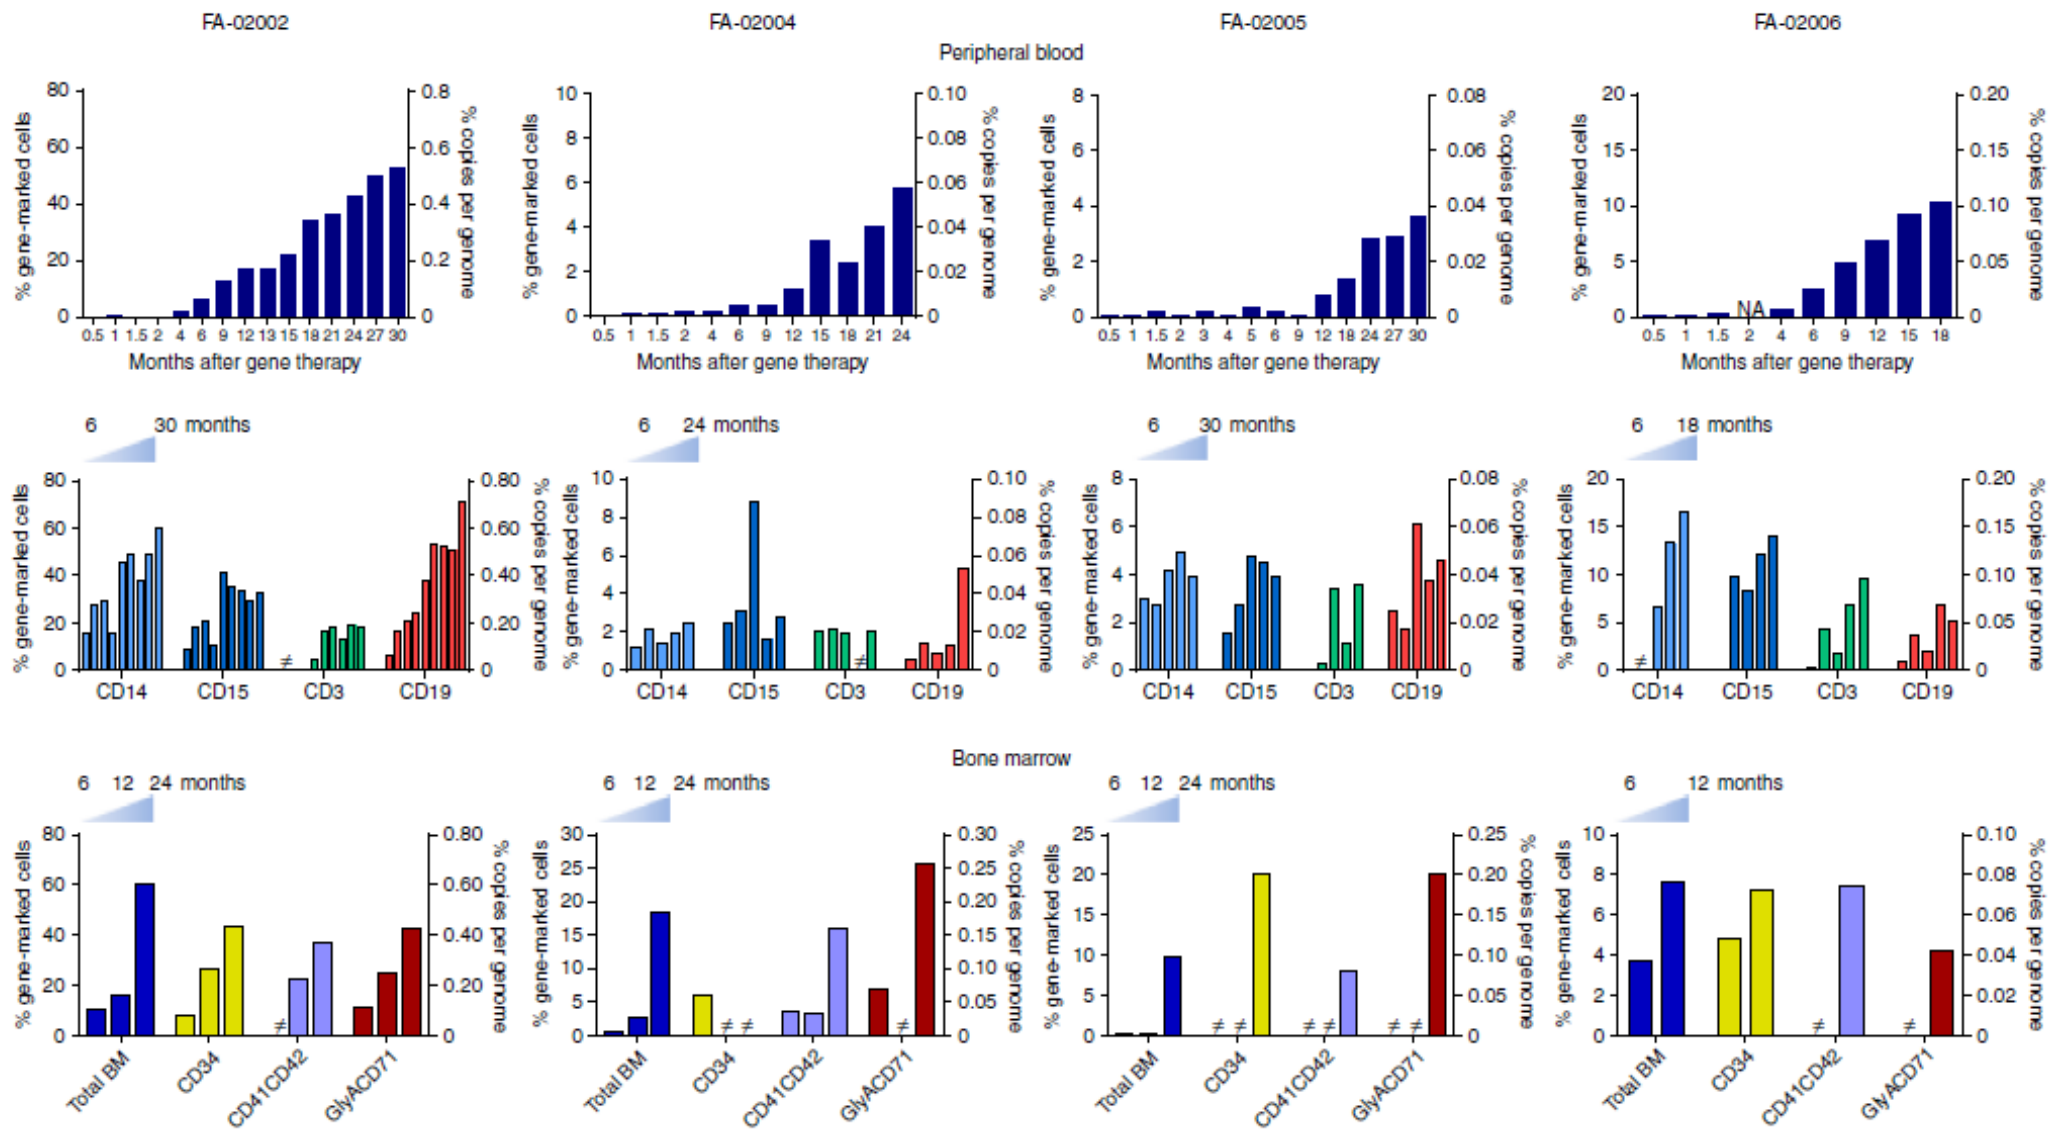 FA-02002 FA-02004 FA-02005 FA-02006
Peripheral blood
% gene-marked cells
80
60
40
20
0
0.8
0.6
0.4
0.2
0
% copies per genome
0.5 1 1.5 2 4 6 9 12 13 15 18 21 24 27 30
Months after gene therapy
% gene-marked cells
10
8
6
4
2
0
0.10
0.08
0.06
0.04
0.02
0
% copies per genome
0.5 1 1.5 2 4 6 9 12 15 18 21 24
Months after gene therapy
% gene-marked cells
8
6
4
2
0
0.08
0.06
0.04
0.02
0
% copies per genome
0.5 1 1.5 2 3 4 5 6 9 12 18 24 27 30
Months after gene therapy
% gene-marked cells
20
15
10
5
0
NA
0.20
0.15
0.10
0.05
0
% copies per genome
0.5 1 1.5 2 4 6 9 12 15 18
Months after gene therapy
6 30 months
% gene-marked cells
80
60
40
20
0
≠
0.80
0.60
0.40
0.20
0
% copies per genome
CD14 CD15 CD3 CD19
6 24 months
% gene-marked cells
10
8
6
4
2
0
≠
0.10
0.08
0.06
0.04
0.02
0
% copies per genome
CD14 CD15 CD3 CD19
6 30 months
% gene-marked cells
8
6
4
2
0
0.08
0.06
0.04
0.02
0
% copies per genome
CD14 CD15 CD3 CD19
6 18 months
% gene-marked cells
20
15
10
5
0
≠
0.20
0.15
0.10
0.05
0
% copies per genome
CD14 CD15 CD3 CD19
Bone marrow
6 12 24 months
% gene-marked cells
80
60
40
20
0
≠
0.80
0.60
0.40
0.20
0
% copies per genome
Total BM CD34 CD41CD42 GlyACD71
6 12 24 months
% gene-marked cells
30
25
20
15
10
5
0
≠ ≠ ≠
0.30
0.25
0.20
0.15
0.10
0.05
0
% copies per genome
Total BM CD34 CD41CD42 GlyACD71
6 12 24 months
% gene-marked cells
25
20
15
10
5
0
≠ ≠ ≠ ≠ ≠ ≠
0.25
0.20
0.15
0.10
0.05
0
% copies per genome
Total BM CD34 CD41CD42 GlyACD71
6 12 months
% gene-marked cells
10
8
6
4
2
0
≠ ≠
0.10
0.08
0.06
0.04
0.02
0
% copies per genome
Total BM CD34 CD41CD42 GlyACD71